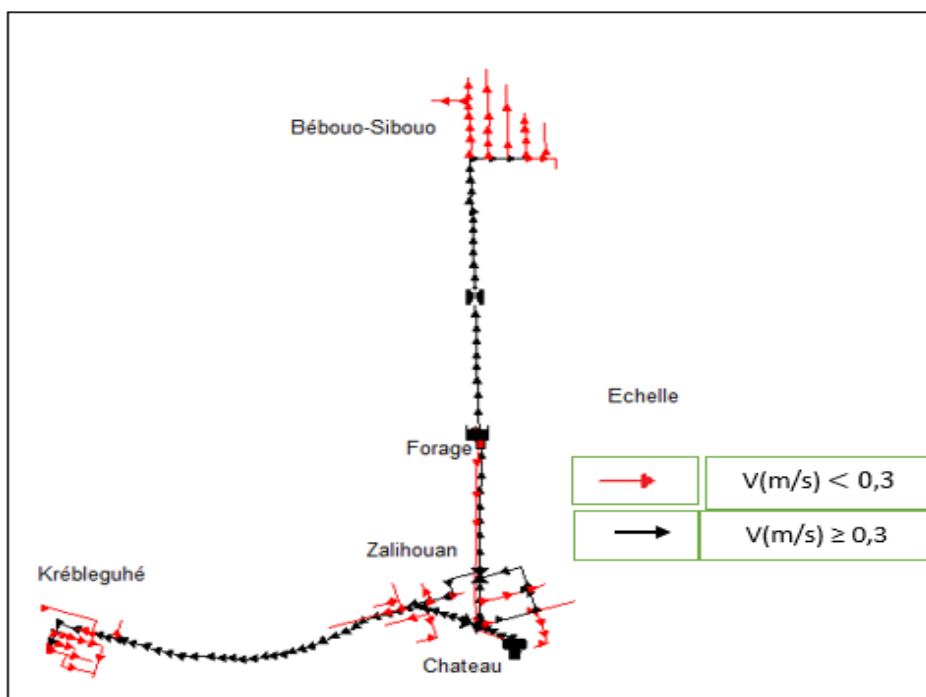 Bébouo-Sibouo
Echelle
Forage
V(m/s) < 0,3
V(m/s) ≥ 0,3
Zalihouan
Krébleguhé
Chateau